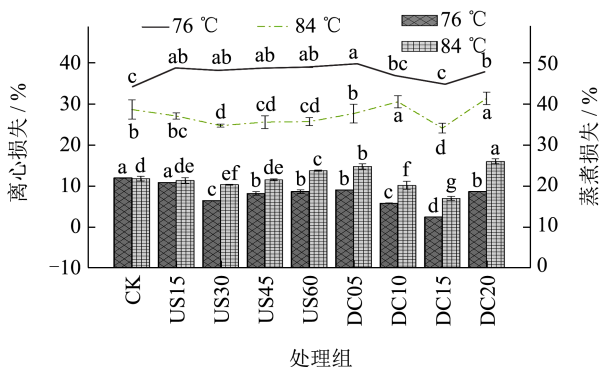 76 ℃ 84 ℃ 76 ℃
84 ℃
离心损失 / %
40
30
20
10
0
−10
蒸煮损失 / %
50
40
30
20
10
0
c ab ab ab ab a bc c b
b bc d cd cd b a d a
a d a de c ef b de b c b b c f d g b a
CK US15 US30 US45 US60 DC05 DC10 DC15 DC20
处理组